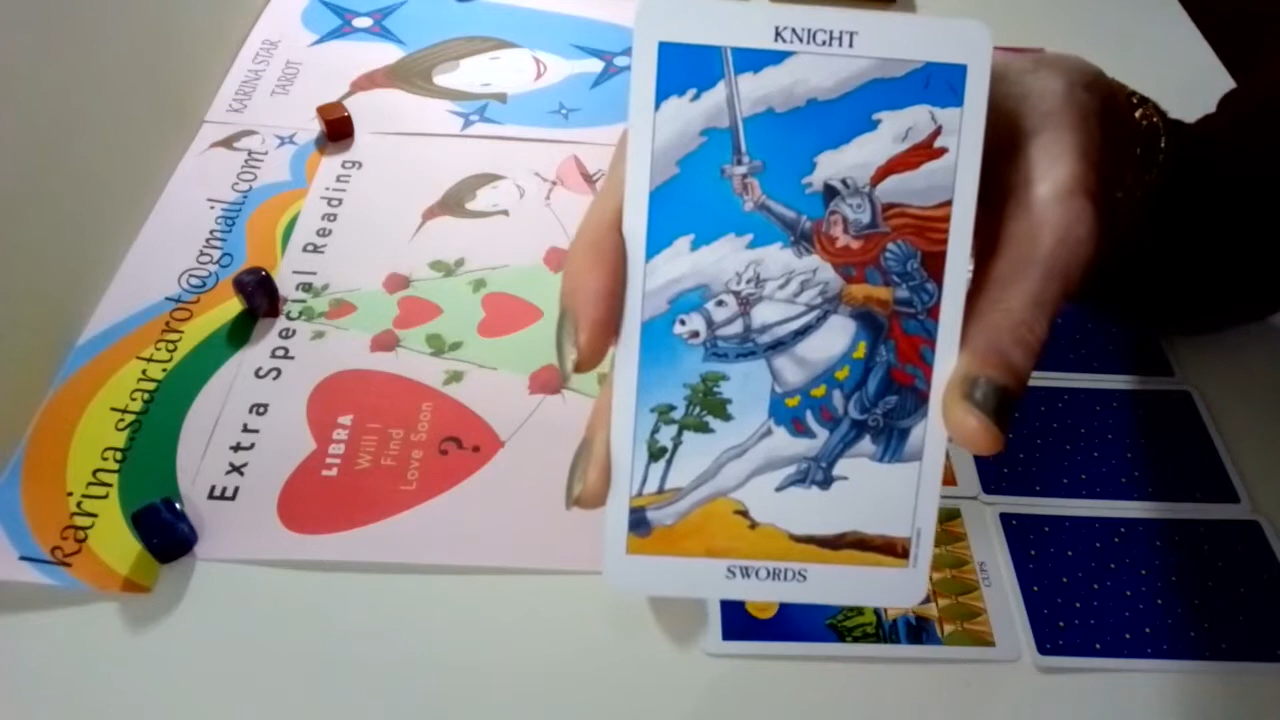 KARINA STAR
TAROT
karina.star.tarot@gmail.com
Extra Special Reading
LIBRA
Will I
Find
Love Soon
?
KNIGHT
SWORDS
CUPS